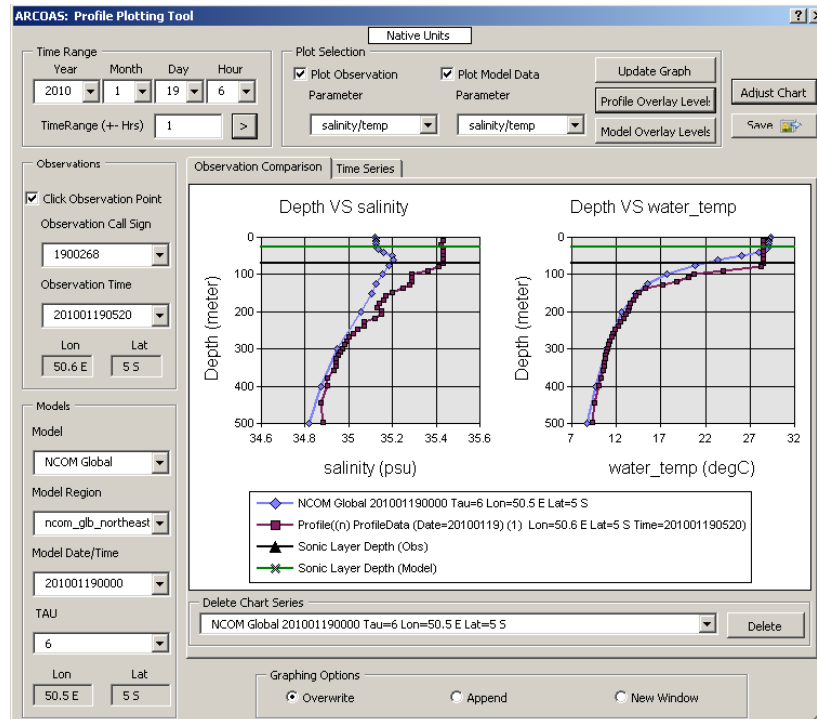 ARCOAS: Profile Plotting Tool
Native Units
Time Range
Year Month Day Hour
2010 1 19 6
TimeRange (+- Hrs) 1 >
Plot Selection
Plot Observation Plot Model Data
Parameter Parameter
salinity/temp salinity/temp
Update Graph
Profile Overlay Levels
Model Overlay Levels
Adjust Chart
Save
Observations
Click Observation Point
Observation Call Sign
1900268
Observation Time
201001190520
Lon Lat
50.6 E 5 S
Models
Model
NCOM Global
Model Region
ncom_glb_northeast
Model Date/Time
201001190000
TAU
6
Lon Lat
50.5 E 5 S
Observation Comparison Time Series
Depth VS salinity
Depth (meter)
0
100
200
300
400
500
34.6 34.8 35 35.2 35.4 35.6
salinity (psu)
Depth VS water_temp
Depth (meter)
0
100
200
300
400
500
7 12 17 22 27 32
water_temp (degC)
NCOM Global 201001190000 Tau=6 Lon=50.5 E Lat=5 S
Profile((n) ProfileData (Date=20100119) (1) Lon=50.6 E Lat=5 S Time=201001190520)
Sonic Layer Depth (Obs)
Sonic Layer Depth (Model)
Delete Chart Series
NCOM Global 201001190000 Tau=6 Lon=50.5 E Lat=5 S
Delete
Graphing Options
Overwrite Append New Window